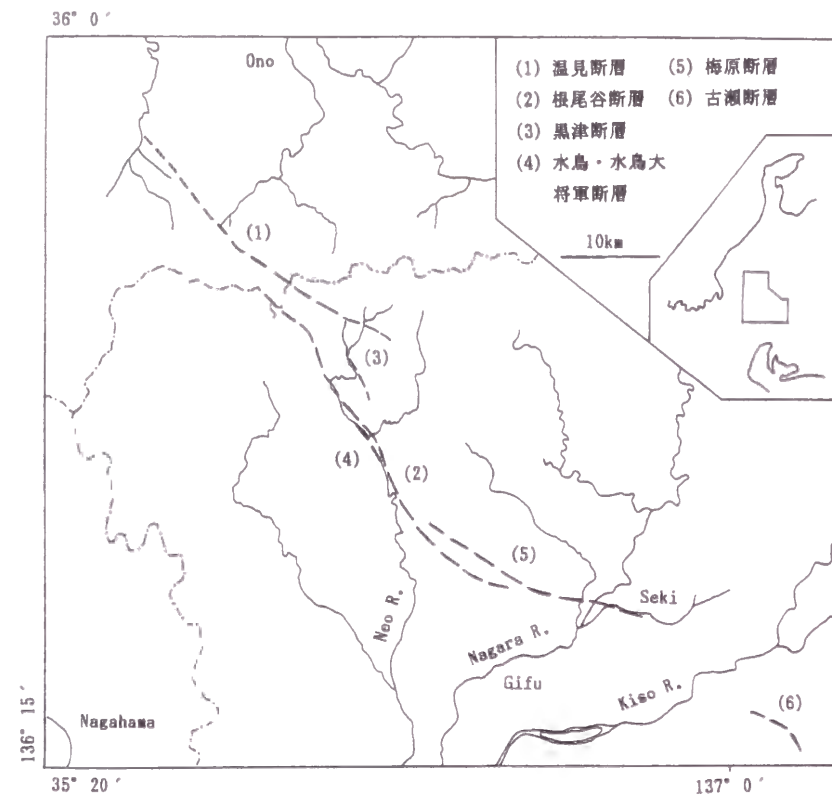 36° 0′
Ono
(1) 温見断層 (5) 梅原断層
(2) 根尾谷断層 (6) 古瀬断層
(3) 黒津断層
(4) 水鳥・水鳥大
将軍断層
10km
(1)
(3)
(4)
(2)
(5)
Seki
Neo R.
Nagara R.
Gifu
Kiso R.
(6)
Nagahama
136° 15′
35° 20′
137° 0′